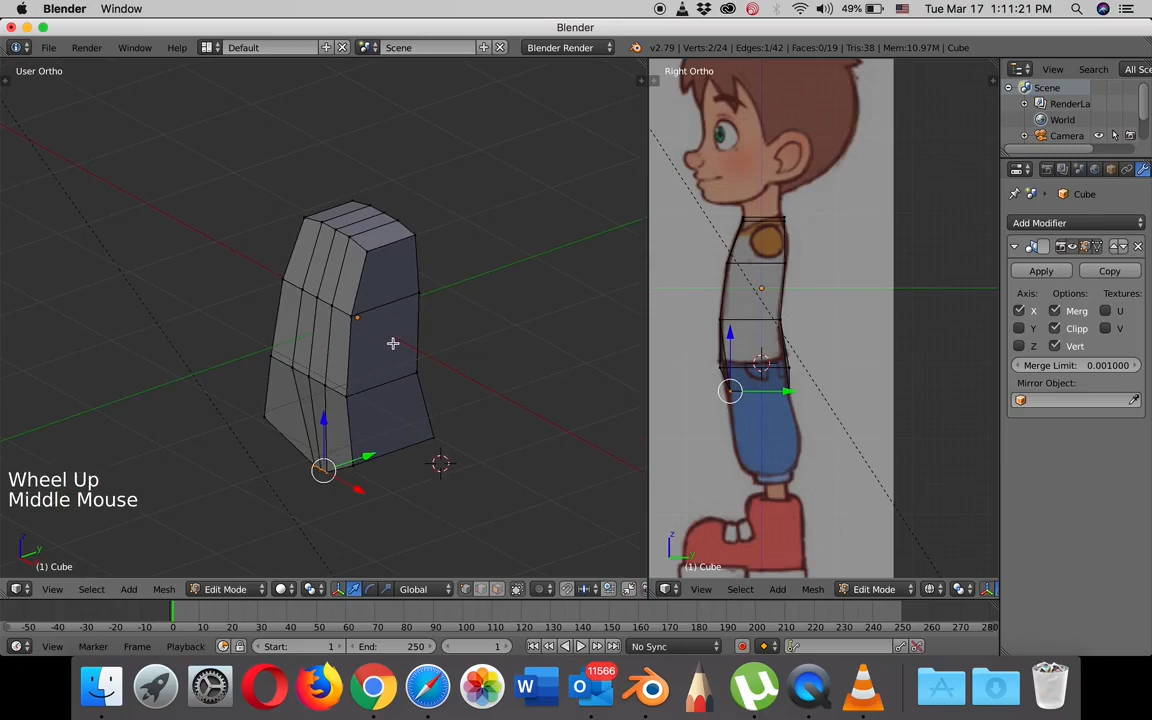 Blender Window 49% Tue Mar 17 1:11:21 PM
Blender
File Render Window Help Default Scene Blender Render v2.79 | Verts:2/24 | Edges:1/42 | Faces:0/19 | Tris:38 | Mem:10.97M | Cube
User Ortho Right Ortho View Search All Sce
Scene
RenderLa
World
Camera
Cube
Add Modifier
Apply Copy
Axis: Options: Textures:
X Merg U
Y Clipp V
Z Vert
Merge Limit: 0.001000
Mirror Object:
Wheel Up
Middle Mouse
z y x
z y
(1) Cube (1) Cube
View Select Add Mesh Edit Mode Global View Select Add Mesh Edit Mode
-50 -40 -30 -20 -10 0 10 20 30 40 50 60 70 80 90 100 110 120 130 140 150 160 170 180 190 200 210 220 230 240 250 260 270 280
View Marker Frame Playback Start: 1 End: 250 1 No Sync
11566
W